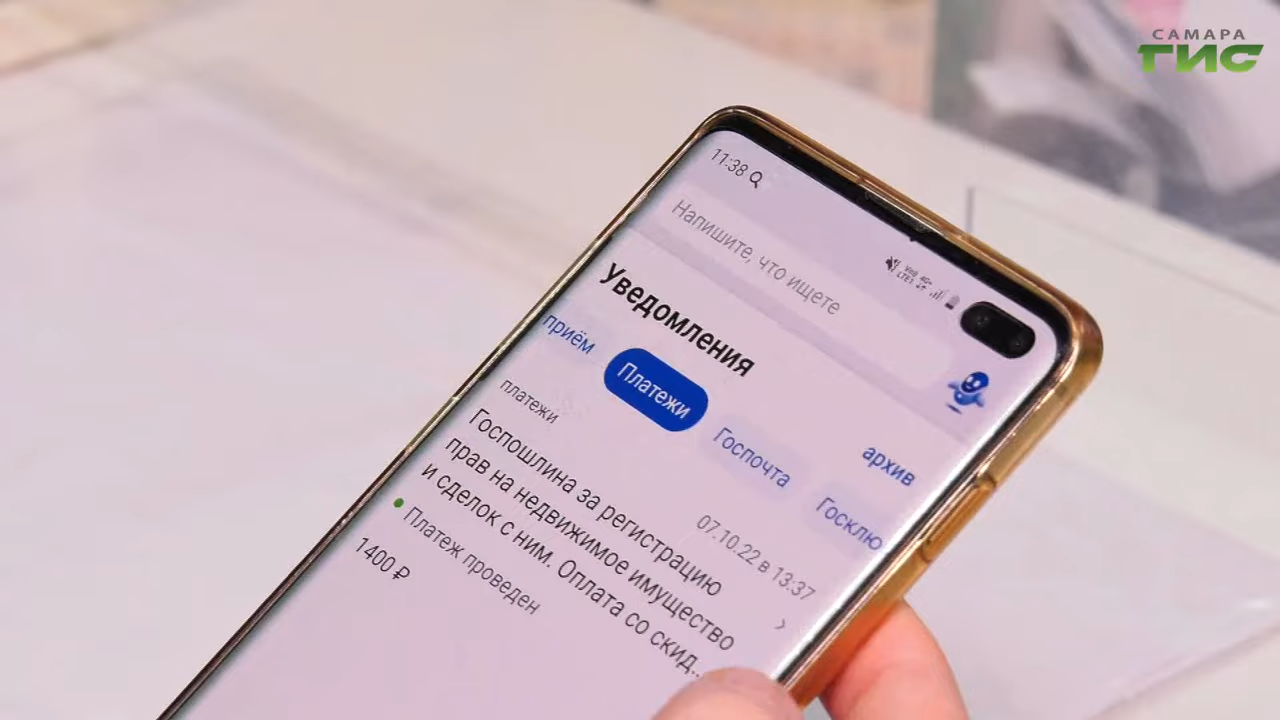 САМАРА
ГИС
11:38
Напишите, что ищете
Уведомления
приём
Платежи
Госпочта
Госклю
архив
платежи
07.10.22 в 13:37
Госпошлина за регистрацию
прав на недвижимое имущество
и сделок с ним. Оплата со скид..
Платеж проведен
1400 ₽